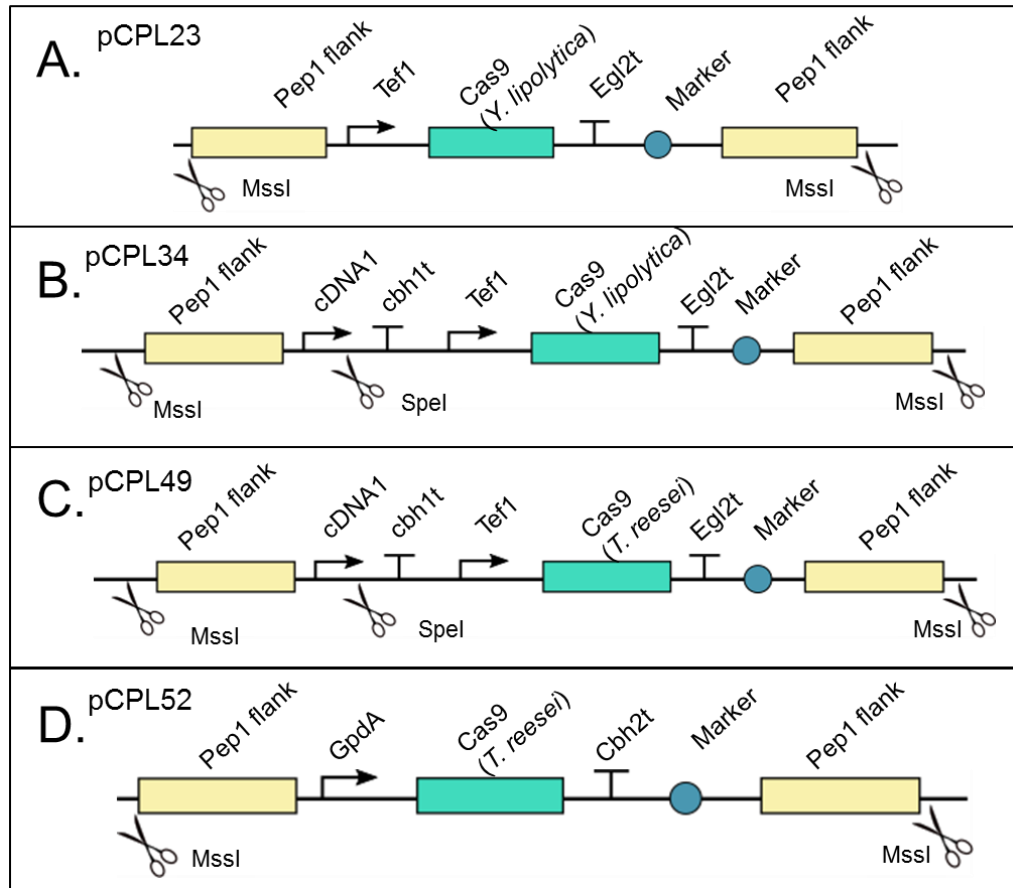 A. pCPL23
Pep1 flank Tef1 Cas9 (Y. lipolytica) Egl2t Marker Pep1 flank
MssI MssI
B. pCPL34
Pep1 flank cDNA1 cbh1t Tef1 Cas9 (Y. lipolytica) Egl2t Marker Pep1 flank
MssI SpeI MssI
C. pCPL49
Pep1 flank cDNA1 cbh1t Tef1 Cas9 (T. reesei) Egl2t Marker Pep1 flank
MssI SpeI MssI
D. pCPL52
Pep1 flank GpdA Cas9 (T. reesei) Cbh2t Marker Pep1 flank
MssI MssI